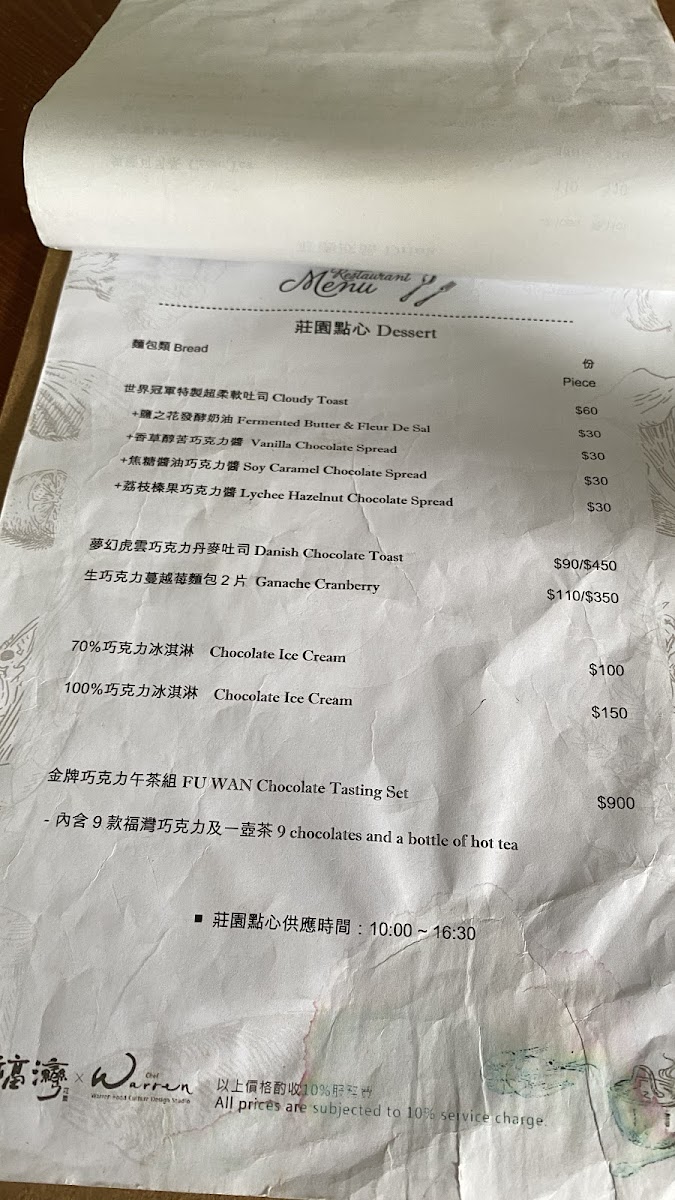 Restaurant
Menu
莊園點心 Dessert
麵包類 Bread
份
Piece
世界冠軍特製超柔軟吐司 Cloudy Toast $60
+鹽之花發酵奶油 Fermented Butter & Fleur De Sal $30
+香草醇苦巧克力醬 Vanilla Chocolate Spread $30
+焦糖醬油巧克力醬 Soy Caramel Chocolate Spread $30
+荔枝榛果巧克力醬 Lychee Hazelnut Chocolate Spread $30
夢幻虎雲巧克力丹麥吐司 Danish Chocolate Toast $90/$450
生巧克力蔓越莓麵包 2 片 Ganache Cranberry $110/$350
70%巧克力冰淇淋 Chocolate Ice Cream $100
100%巧克力冰淇淋 Chocolate Ice Cream $150
金牌巧克力午茶組 FU WAN Chocolate Tasting Set $900
- 內含 9 款福灣巧克力及一壺茶 9 chocolates and a bottle of hot tea
■ 莊園點心供應時間：10:00 ~ 16:30
福灣 × Chef Warren
Warren Food Culture Design Studio
以上價格酌收10%服務費
All prices are subjected to 10% service charge.